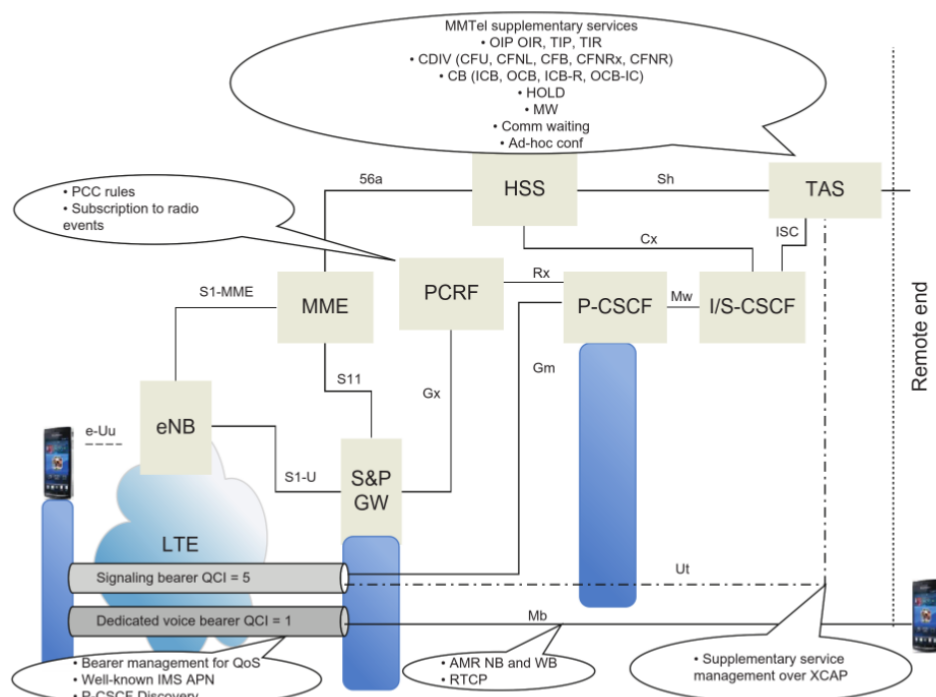 MMTel supplementary services
• OIP OIR, TIP, TIR
• CDIV (CFU, CFNL, CFB, CFNRx, CFNR)
• CB (ICB, OCB, ICB-R, OCB-IC)
• HOLD
• MW
• Comm waiting
• Ad-hoc conf
• PCC rules
• Subscription to radio
events
56a
HSS
Sh
TAS
ISC
Cx
S1-MME
MME
PCRF
Rx
P-CSCF
Mw
I/S-CSCF
Remote end
S11
Gx
Gm
e-Uu
eNB
S1-U
S&P
GW
LTE
Signaling bearer QCI = 5
Ut
Dedicated voice bearer QCI = 1
Mb
• Bearer management for QoS
• Well-known IMS APN
• P-CSCF Discovery
• AMR NB and WB
• RTCP
• Supplementary service
management over XCAP